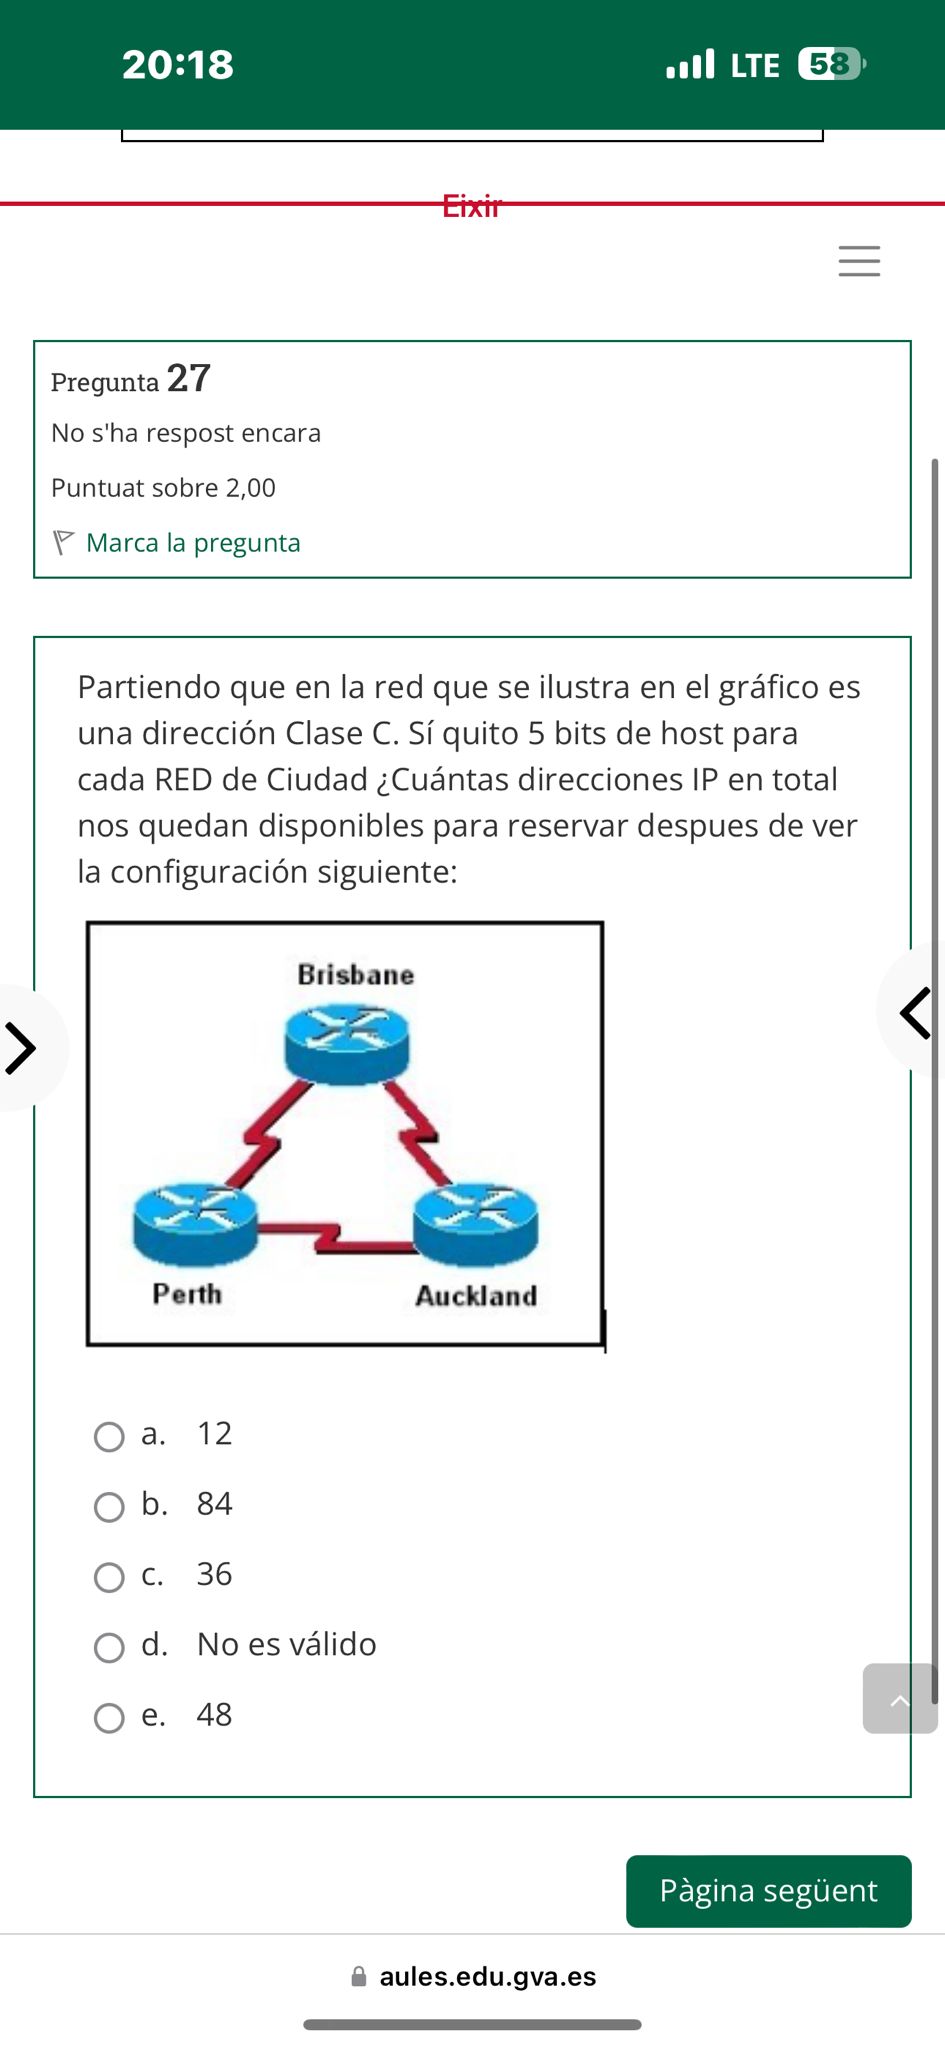 20:18
LTE 58
Eixir
Pregunta 27
No s'ha respost encara
Puntuat sobre 2,00
Marca la pregunta
Partiendo que en la red que se ilustra en el gráfico es
una dirección Clase C. Sí quito 5 bits de host para
cada RED de Ciudad ¿Cuántas direcciones IP en total
nos quedan disponibles para reservar despues de ver
la configuración siguiente:
Brisbane
Perth
Auckland
a. 12
b. 84
c. 36
d. No es válido
e. 48
Pàgina següent
aules.edu.gva.es